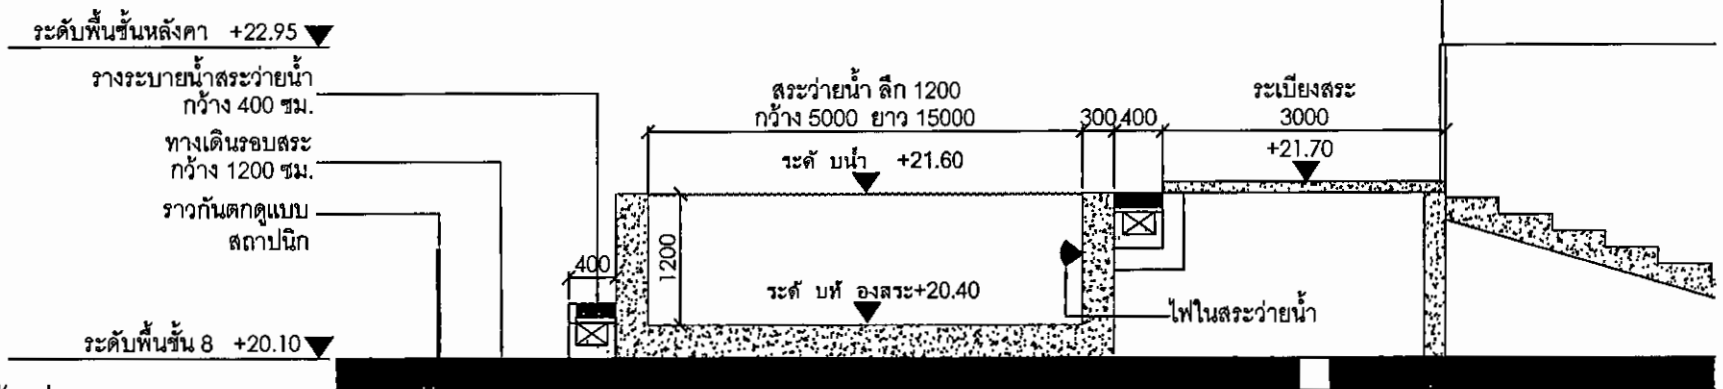 ระดับพื้นชั้นหลังคา +22.95
รางระบายน้ำสระว่ายน้ำ
กว้าง 400 ซม.
ทางเดินรอบสระ
กว้าง 1200 ซม.
ราวกันตกดูแบบ
สถาปนิก
ระดับพื้นชั้น 8 +20.10
400
สระว่ายน้ำ ลึก 1200
กว้าง 5000 ยาว 15000
300 400
ระเบียงสระ
3000
+21.70
ระดั บน้ำ +21.60
1200
ระดั บท้ องสระ+20.40
ไฟในสระว่ายน้ำ